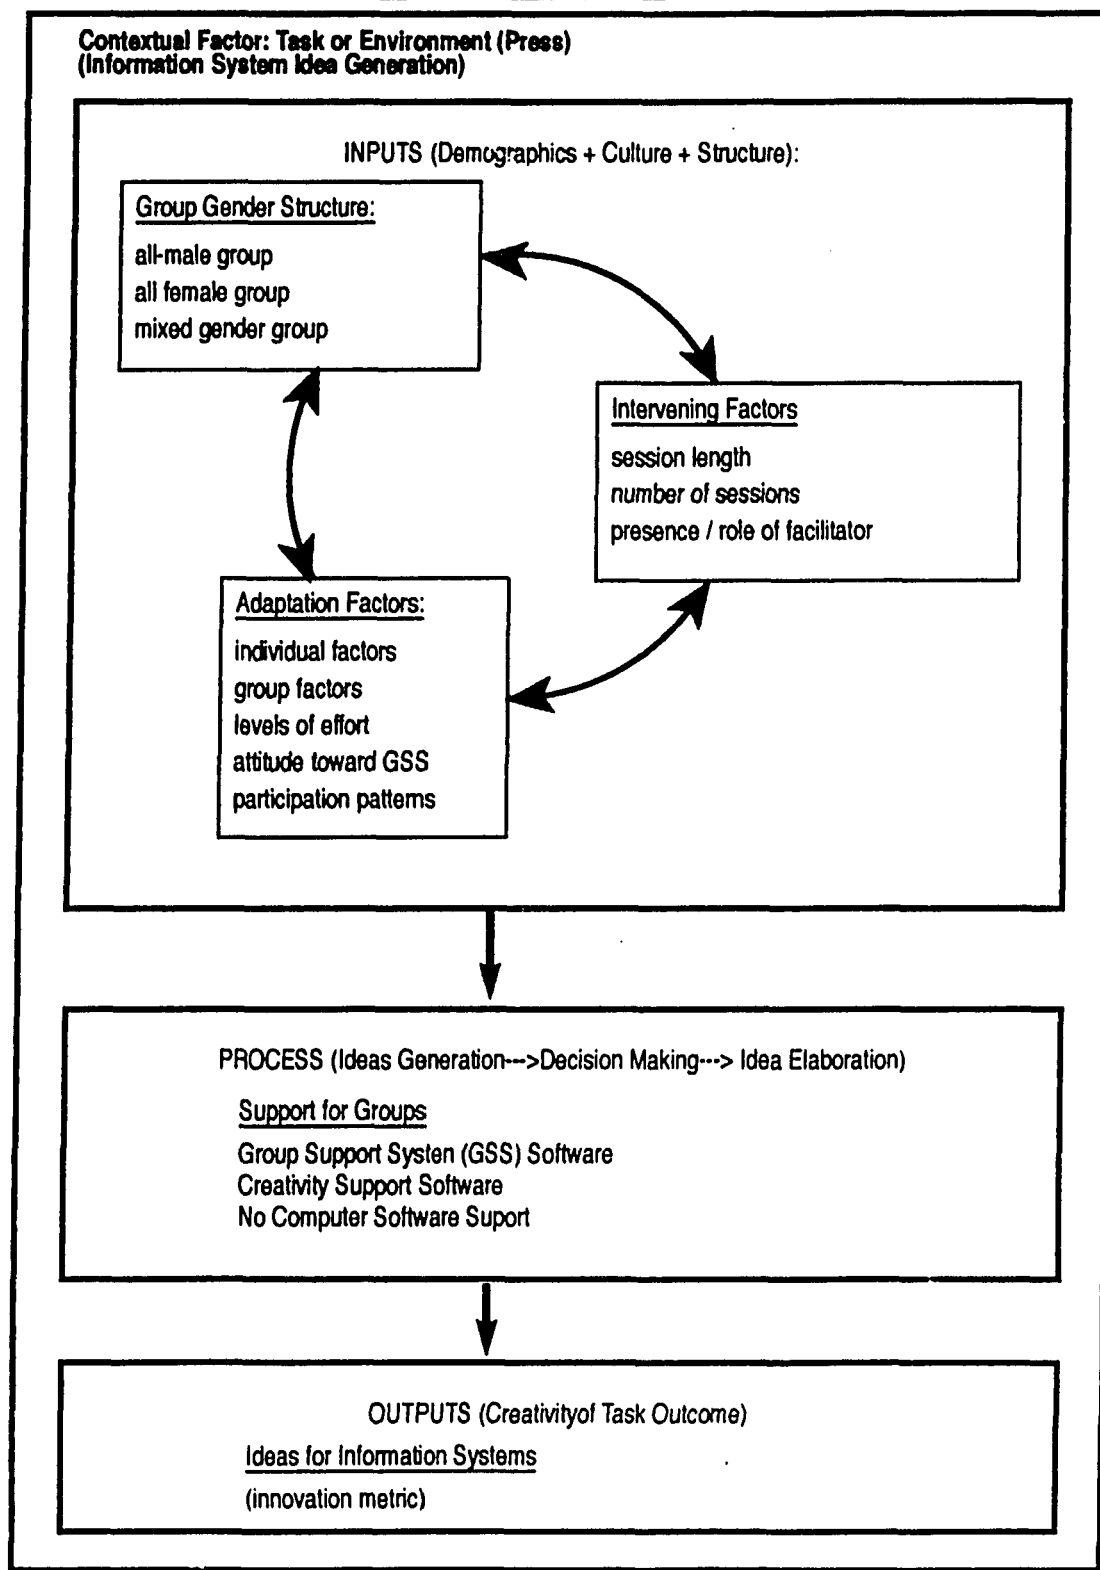 Contextual Factor: Task or Environment (Press)
(Information System Idea Generation)
INPUTS (Demographics + Culture + Structure):
Group Gender Structure:
all-male group
all female group
mixed gender group
Intervening Factors
session length
number of sessions
presence / role of facilitator
Adaptation Factors:
individual factors
group factors
levels of effort
attitude toward GSS
participation patterns
PROCESS (Ideas Generation--->Decision Making---> Idea Elaboration)
Support for Groups
Group Support Systen (GSS) Software
Creativity Support Software
No Computer Software Suport
OUTPUTS (Creativityof Task Outcome)
Ideas for Information Systems
(innovation metric)